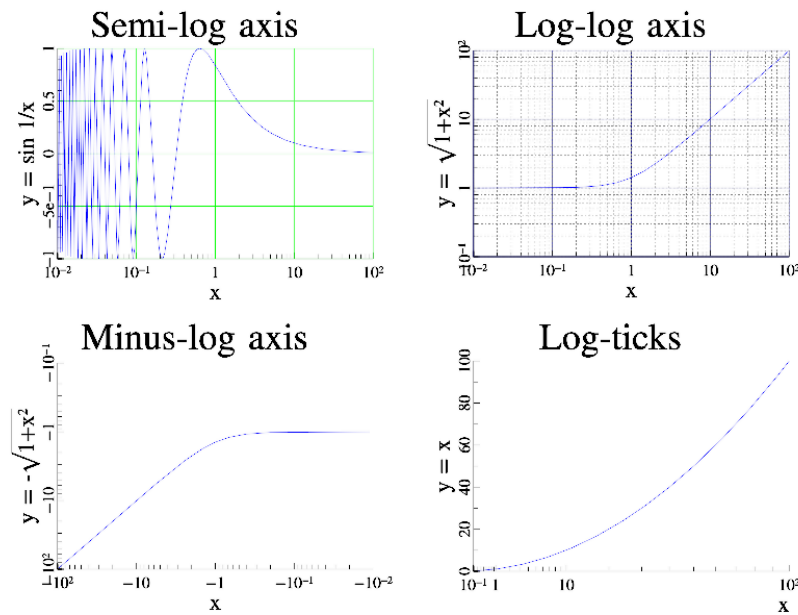 Semi-log axis
y = sin 1/x
1
0.5
0
-5e-1
-1
10⁻² 10⁻¹ 1 10 10²
x
Log-log axis
y = √1+x²
10²
10
1
10⁻¹
10⁻² 10⁻¹ 1 10 10²
x
Minus-log axis
y = -√1+x²
-10⁻¹
-1
-10
-10²
-10² -10 -1 -10⁻¹ -10⁻²
x
Log-ticks
y = x
100
80
60
40
20
0
10⁻¹ 1 10 10²
x